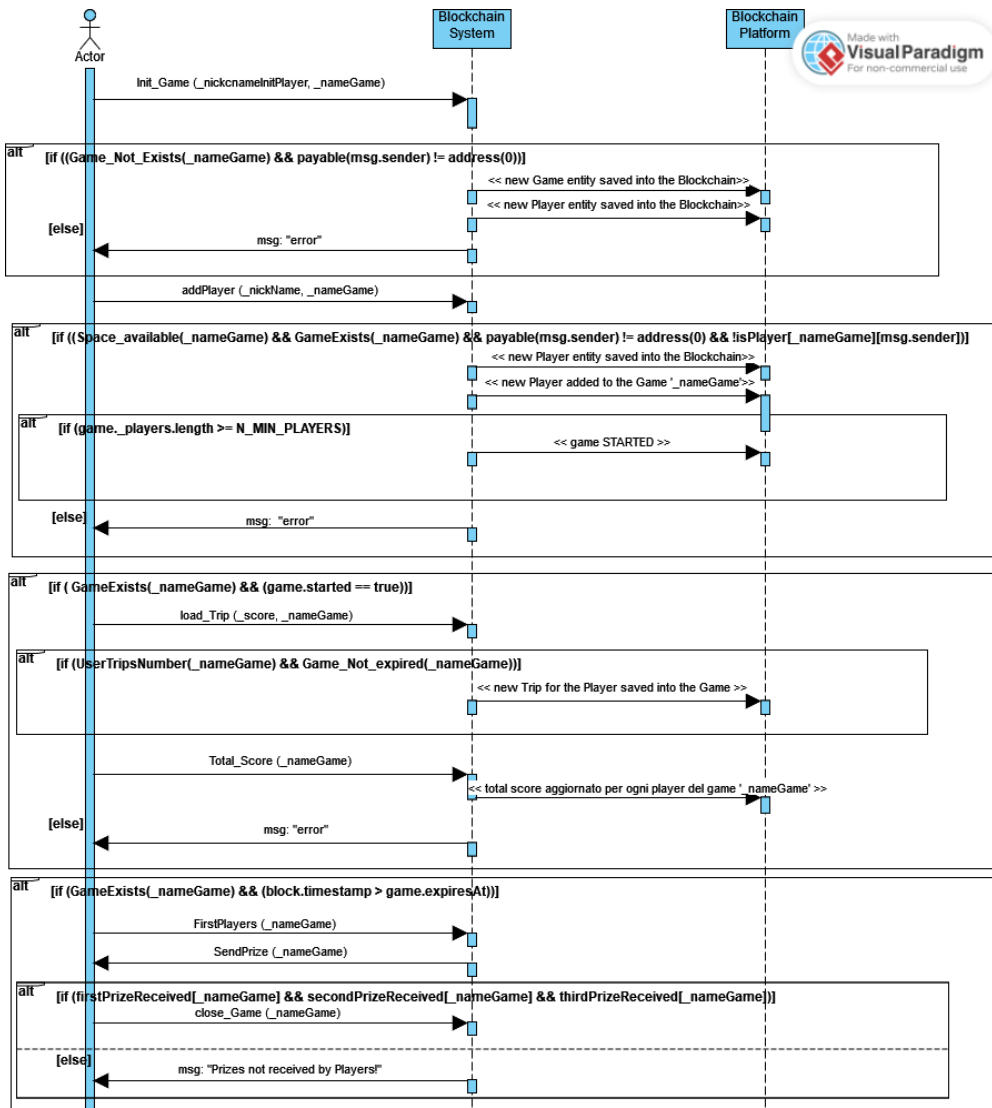 Blockchain
System
Blockchain
Platform
Made with
Visual Paradigm
For non-commercial use
Actor
Init_Game (_nickcnameInitPlayer, _nameGame)
alt
[if ((Game_Not_Exists(_nameGame) && payable(msg.sender) != address(0))]
<< new Game entity saved into the Blockchain>>
<< new Player entity saved into the Blockchain>>
[else]
msg: "error"
addPlayer (_nickName, _nameGame)
alt
[if ((Space_available(_nameGame) && GameExists(_nameGame) && payable(msg.sender) != address(0) && !isPlayer[_nameGame][msg.sender])]
<< new Player entity saved into the Blockchain>>
<< new Player added to the Game '_nameGame'>>
alt
[if (game._players.length >= N_MIN_PLAYERS)]
<< game STARTED >>
[else]
msg: "error"
alt
[if ( GameExists(_nameGame) && (game.started == true))]
load_Trip (_score, _nameGame)
alt
[if (UserTripsNumber(_nameGame) && Game_Not_expired(_nameGame))]
<< new Trip for the Player saved into the Game >>
Total_Score (_nameGame)
<< total score aggiornato per ogni player del game '_nameGame' >>
[else]
msg: "error"
alt
[if (GameExists(_nameGame) && (block.timestamp > game.expiresAt))]
FirstPlayers (_nameGame)
SendPrize (_nameGame)
alt
[if (firstPrizeReceived[_nameGame] && secondPrizeReceived[_nameGame] && thirdPrizeReceived[_nameGame])]
close_Game (_nameGame)
[else]
msg: "Prizes not received by Players!"